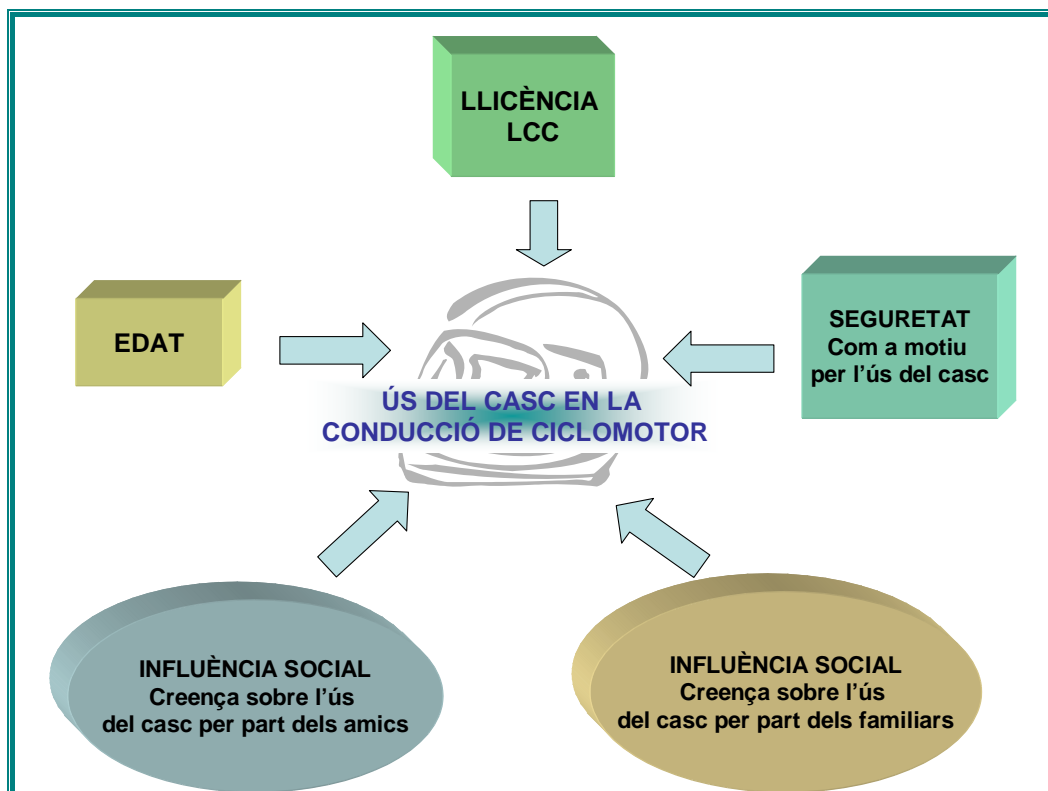 LLICÈNCIA
LCC
EDAT
SEGURETAT
Com a motiu
per l'ús del casc
ÚS DEL CASC EN LA
CONDUCCIÓ DE CICLOMOTOR
INFLUÈNCIA SOCIAL
Creença sobre l'ús
del casc per part dels amics
INFLUÈNCIA SOCIAL
Creença sobre l'ús
del casc per part dels familiars